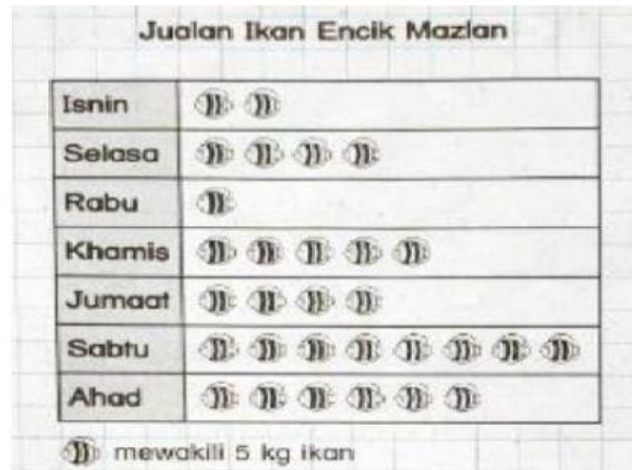 Jualan Ikan Encik Mazlan
Isnin
Selasa
Rabu
Khamis
Jumaat
Sabtu
Ahad
mewakili 5 kg ikan